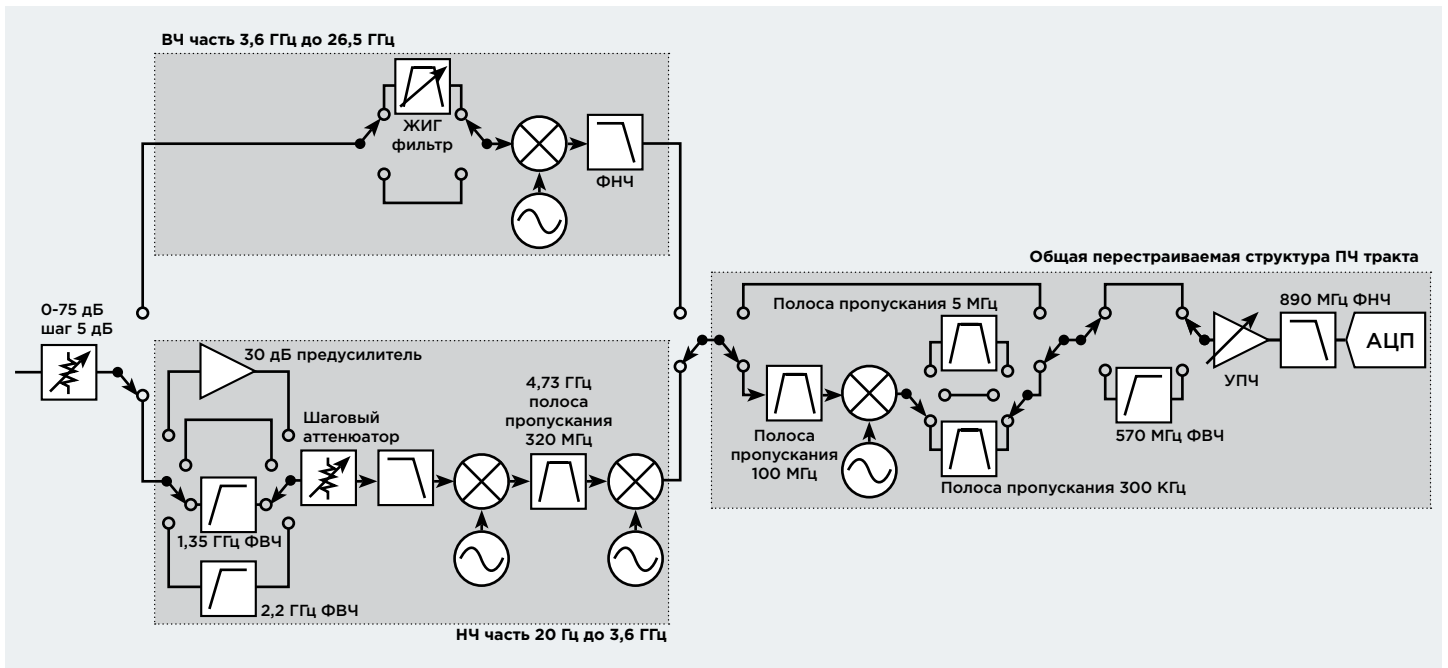 ВЧ часть 3,6 ГГц до 26,5 ГГц
ЖИГ
фильтр
ФНЧ
Общая перестраиваемая структура ПЧ тракта
0-75 дБ
шаг 5 дБ
30 дБ предусилитель
Шаговый
аттенюатор
4,73 ГГц
полоса
пропускания
320 МГц
1,35 ГГц ФВЧ
2,2 ГГц ФВЧ
НЧ часть 20 Гц до 3,6 ГГц
Полоса пропускания 5 МГц
Полоса
пропускания
100 МГц
Полоса пропускания 300 КГц
УПЧ
570 МГц ФВЧ
890 МГц ФНЧ
АЦП